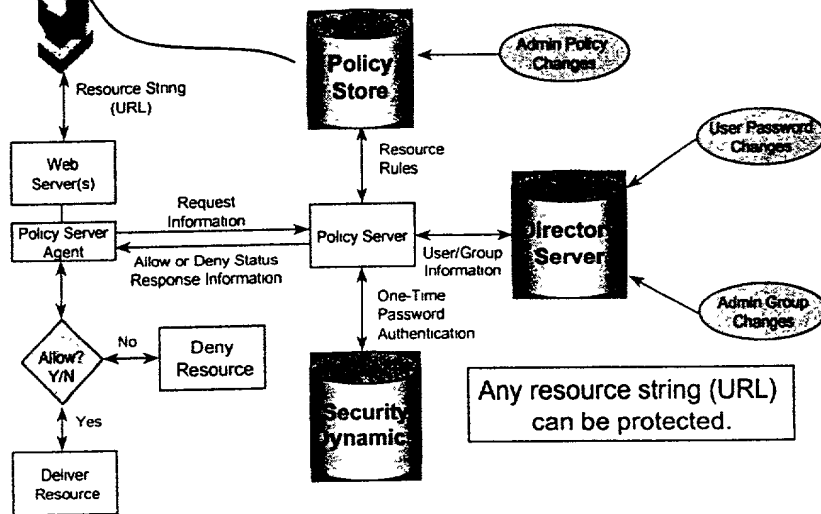 Resource String
(URL)
Policy
Store
Admin Policy
Changes
User Password
Changes
Resource
Rules
Web
Server(s)
Request
Information
Policy Server
Agent
Policy Server
Director
Server
User/Group
Information
Allow or Deny Status
Response Information
One-Time
Password
Authentication
Admin Group
Changes
Allow?
Y/N
No
Deny
Resource
Any resource string (URL)
can be protected.
Security
Dynamic
Yes
Deliver
Resource